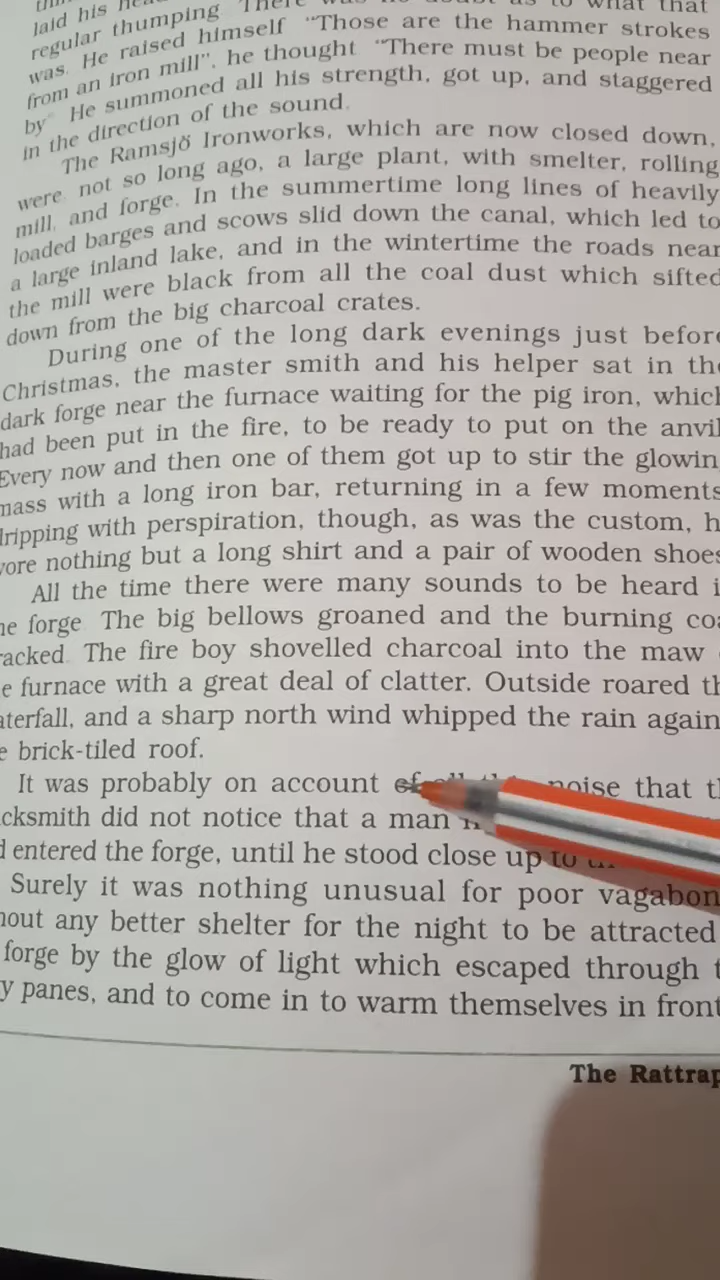 laid his
regular thumping what that
was. He raised himself "Those are the hammer strokes
from an iron mill", he thought "There must be people near
by" He summoned all his strength, got up, and staggered
in the direction of the sound.
The Ramsjö Ironworks, which are now closed down,
were not so long ago, a large plant, with smelter, rolling
mill, and forge. In the summertime long lines of heavily
loaded barges and scows slid down the canal, which led to
a large inland lake, and in the wintertime the roads near
the mill were black from all the coal dust which sifted
down from the big charcoal crates.
During one of the long dark evenings just before
Christmas, the master smith and his helper sat in the
dark forge near the furnace waiting for the pig iron, which
had been put in the fire, to be ready to put on the anvil
Every now and then one of them got up to stir the glowin
mass with a long iron bar, returning in a few moments
dripping with perspiration, though, as was the custom, h
wore nothing but a long shirt and a pair of wooden shoes
All the time there were many sounds to be heard i
he forge The big bellows groaned and the burning coa
racked. The fire boy shovelled charcoal into the maw
e furnace with a great deal of clatter. Outside roared th
aterfall, and a sharp north wind whipped the rain again
e brick-tiled roof.
It was probably on account of noise that th
cksmith did not notice that a man
d entered the forge, until he stood close up to
Surely it was nothing unusual for poor vagabon
hout any better shelter for the night to be attracted
forge by the glow of light which escaped through t
y panes, and to come in to warm themselves in front
The Rattrap